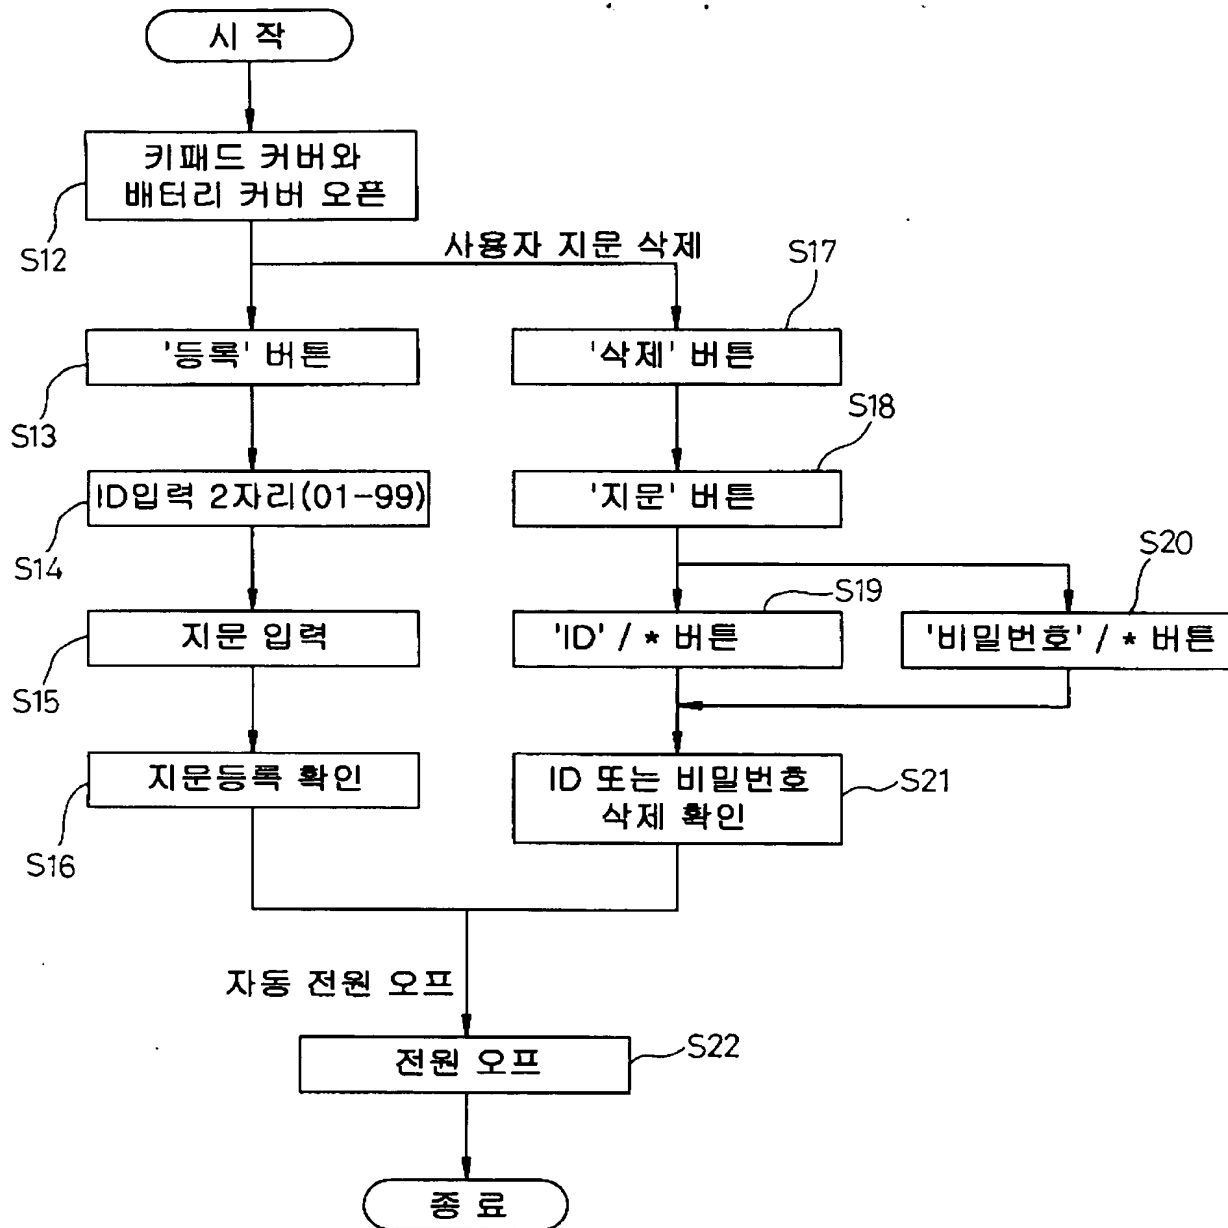 시 작
키패드 커버와
배터리 커버 오픈
S12
사용자 지문 삭제
S17
'등록' 버튼
S13
'삭제' 버튼
S18
ID입력 2자리(01-99)
S14
'지문' 버튼
S20
S19
지문 입력
S15
'ID' / * 버튼
'비밀번호' / * 버튼
지문등록 확인
S16
ID 또는 비밀번호
삭제 확인
S21
자동 전원 오프
전원 오프
S22
종 료